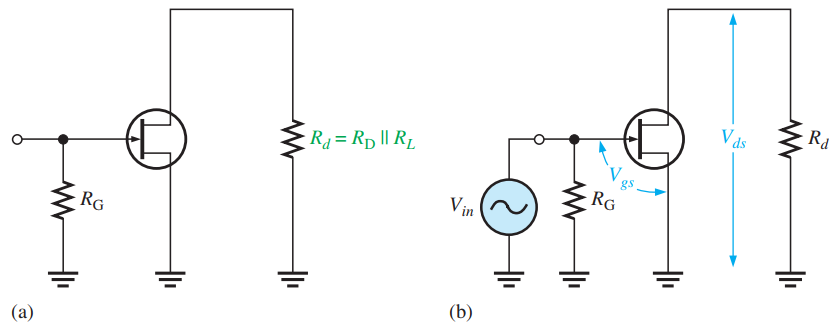 R_d = R_D || R_L
R_G
(a)
V_in
V_gs
R_G
V_ds
R_d
(b)